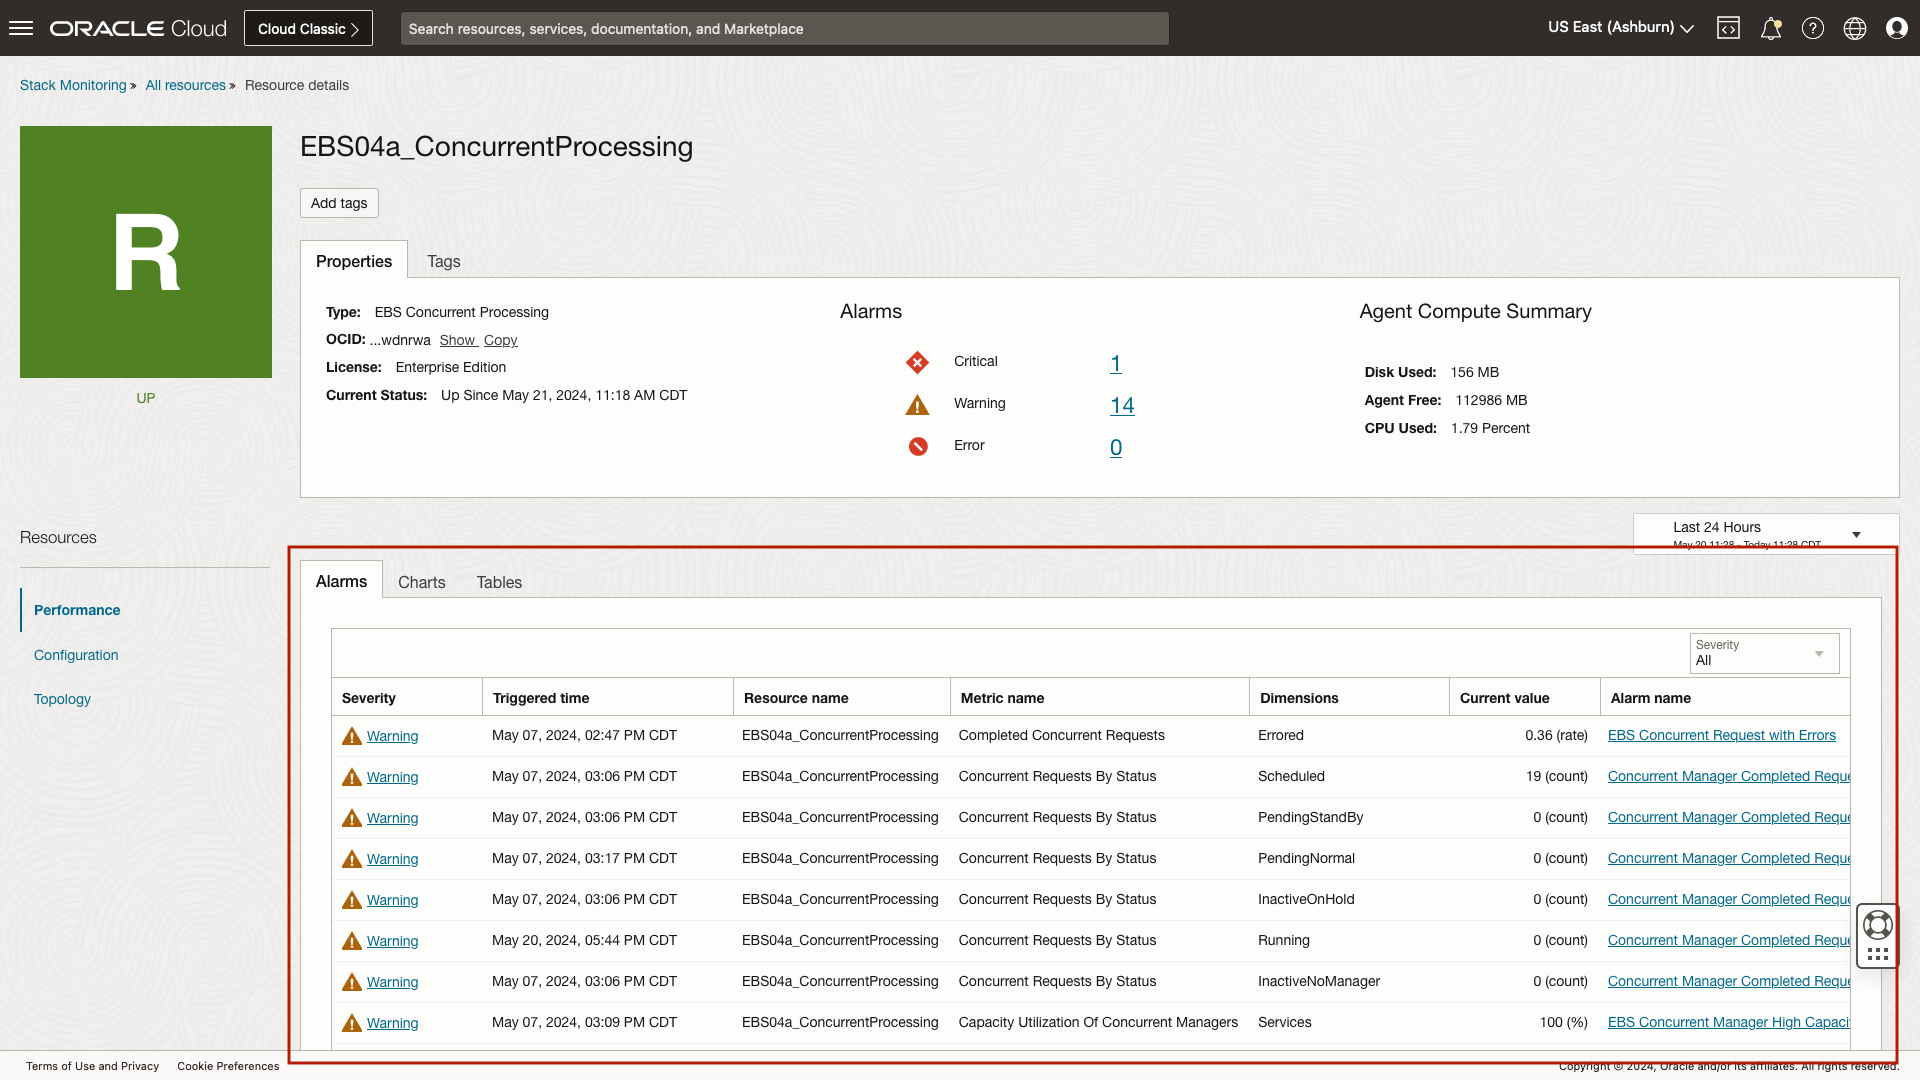 ORACLE Cloud
Cloud Classic
Search resources, services, documentation, and Marketplace
US East (Ashburn)
Stack Monitoring » All resources » Resource details
R
UP
EBS04a_ConcurrentProcessing
Add tags
Properties Tags
Type: EBS Concurrent Processing
OCID: ...wdnrwa Show Copy
License: Enterprise Edition
Current Status: Up Since May 21, 2024, 11:18 AM CDT
Alarms
Critical 1
Warning 14
Error 0
Agent Compute Summary
Disk Used: 156 MB
Agent Free: 112986 MB
CPU Used: 1.79 Percent
Resources
Performance
Configuration
Topology
Last 24 Hours
May 20 11:28 - Today 11:28 CDT
Alarms Charts Tables
Severity
All
Severity Triggered time Resource name Metric name Dimensions Current value Alarm name
Warning May 07, 2024, 02:47 PM CDT EBS04a_ConcurrentProcessing Completed Concurrent Requests Errored 0.36 (rate) EBS Concurrent Request with Errors
Warning May 07, 2024, 03:06 PM CDT EBS04a_ConcurrentProcessing Concurrent Requests By Status Scheduled 19 (count) Concurrent Manager Completed Reque
Warning May 07, 2024, 03:06 PM CDT EBS04a_ConcurrentProcessing Concurrent Requests By Status PendingStandBy 0 (count) Concurrent Manager Completed Reque
Warning May 07, 2024, 03:17 PM CDT EBS04a_ConcurrentProcessing Concurrent Requests By Status PendingNormal 0 (count) Concurrent Manager Completed Reque
Warning May 07, 2024, 03:06 PM CDT EBS04a_ConcurrentProcessing Concurrent Requests By Status InactiveOnHold 0 (count) Concurrent Manager Completed Reque
Warning May 20, 2024, 05:44 PM CDT EBS04a_ConcurrentProcessing Concurrent Requests By Status Running 0 (count) Concurrent Manager Completed Reque
Warning May 07, 2024, 03:06 PM CDT EBS04a_ConcurrentProcessing Concurrent Requests By Status InactiveNoManager 0 (count) Concurrent Manager Completed Reque
Warning May 07, 2024, 03:09 PM CDT EBS04a_ConcurrentProcessing Capacity Utilization Of Concurrent Managers Services 100 (%) EBS Concurrent Manager High Capaci
Terms of Use and Privacy Cookie Preferences
Copyright © 2024, Oracle and/or its affiliates. All rights reserved.